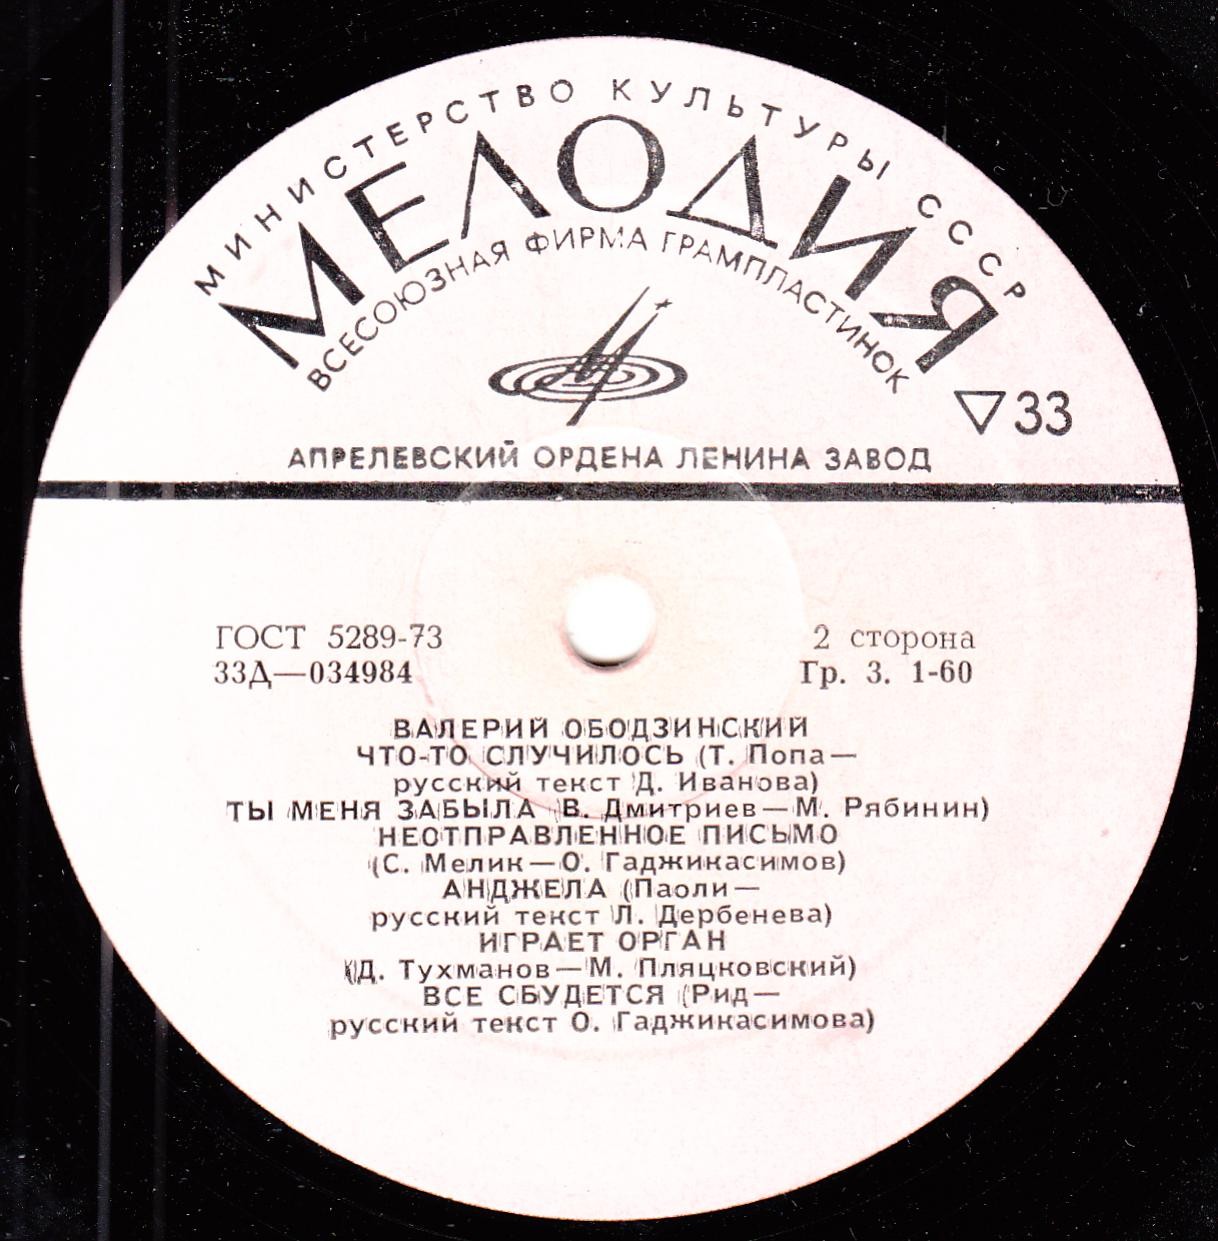 МИНИСТЕРСТВО КУЛЬТУРЫ СССР
МЕЛОДИЯ
ВСЕСОЮЗНАЯ ФИРМА ГРАМПЛАСТИНОК
▽33
АПРЕЛЕВСКИЙ ОРДЕНА ЛЕНИНА ЗАВОД
ГОСТ 5289-73 2 сторона
33Д—034984 Гр. 3. 1-60
ВАЛЕРИЙ ОБОДЗИНСКИЙ
ЧТО-ТО СЛУЧИЛОСЬ (Т. Попа—
русский текст Д. Иванова)
ТЫ МЕНЯ ЗАБЫЛА (В. Дмитриев—М. Рябинин)
НЕОТПРАВЛЕННОЕ ПИСЬМО
(С. Мелик—О. Гаджикасимов)
АНДЖЕЛА (Паоли—
русский текст Л. Дербенева)
ИГРАЕТ ОРГАН
(Д. Тухманов—М. Пляцковский)
ВСЕ СБУДЕТСЯ (Рид—
русский текст О. Гаджикасимова)